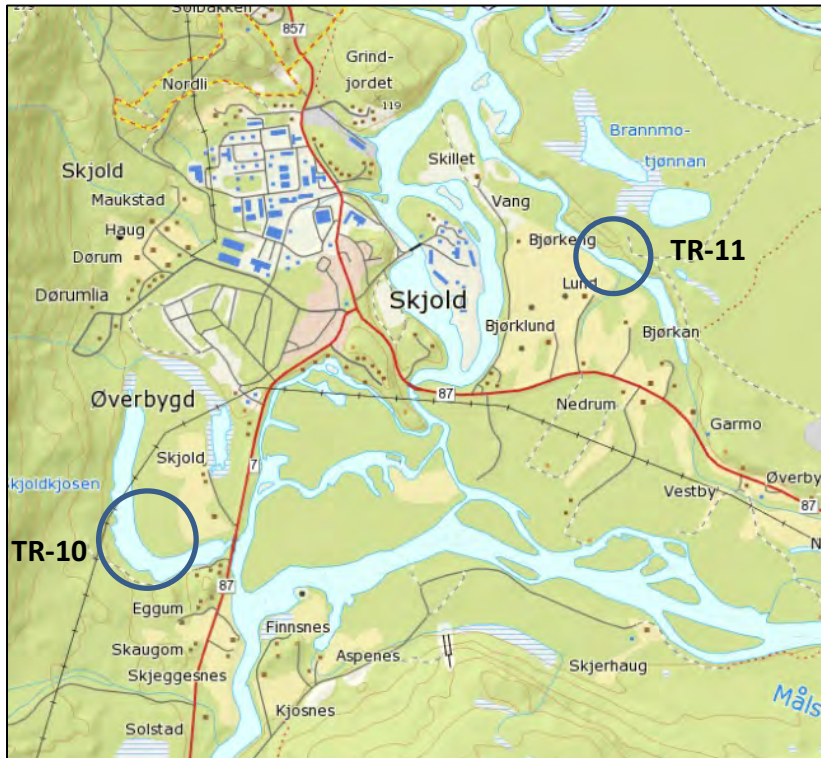 Solbakken
857
Grind-
jordet
Nordli
119
Brannmo-
tjønnan
Skjold
Skillet
Maukstad
Vang
Haug
Bjørkeng
TR-11
Dørum
Lund
Dørumlia
Skjold
Bjørklund
Bjørkan
87
Øverbygd
Nedrum
Garmo
Skjold
7
Skjoldkjosen
Vestby
87
TR-10
87
Eggum
Finnsnes
Skaugom
Aspenes
Skjerhaug
Skjeggesnes
Kjosnes
Måls
Solstad